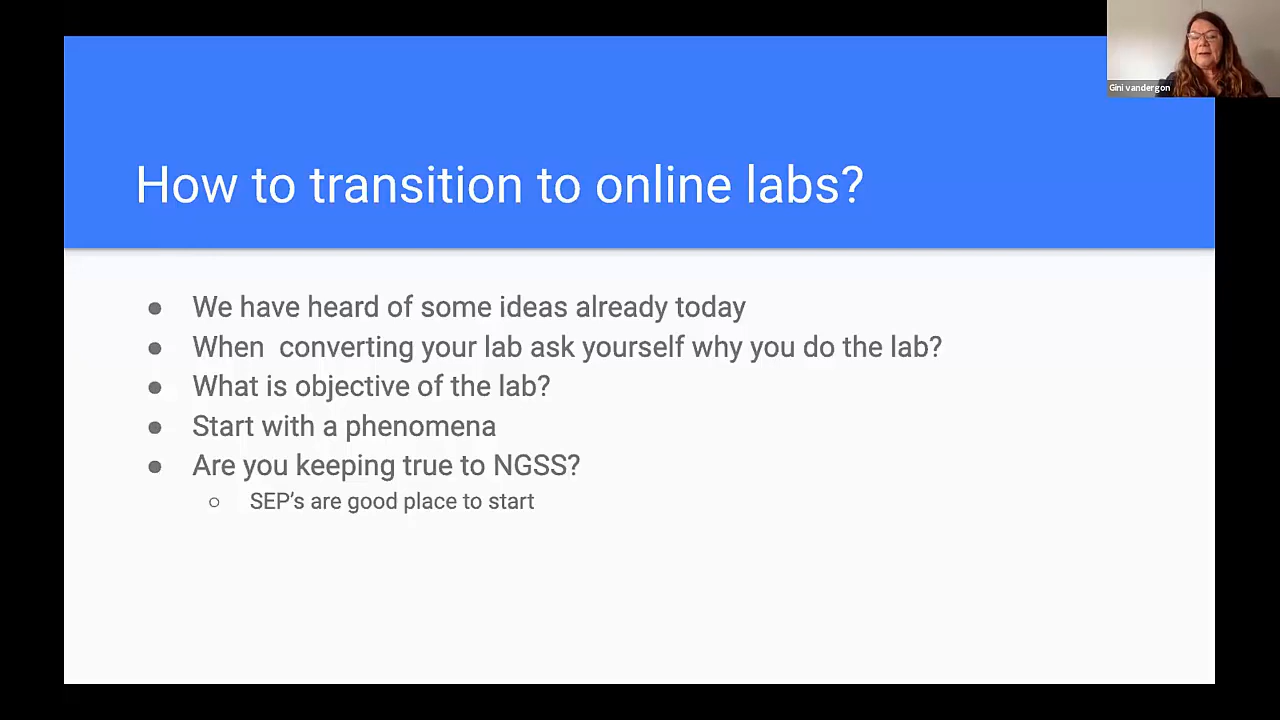 Gini vandergon
How to transition to online labs?
● We have heard of some ideas already today
● When  converting your lab ask yourself why you do the lab?
● What is objective of the lab?
● Start with a phenomena
● Are you keeping true to NGSS?
○ SEP's are good place to start